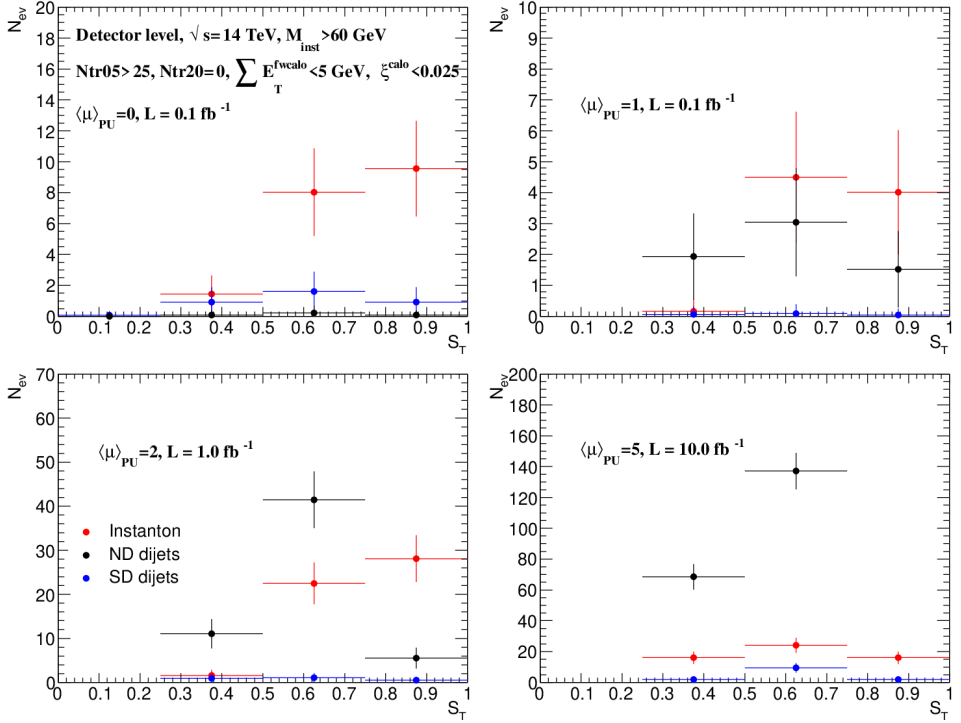 N_ev
20
18
16
14
12
10
8
6
4
2
0
Detector level, √ s=14 TeV, M_inst>60 GeV
Ntr05>25, Ntr20=0, ∑ E_T^fwcalo<5 GeV, ξ^calo<0.025
⟨μ⟩_PU=0, L = 0.1 fb^-1
0 0.1 0.2 0.3 0.4 0.5 0.6 0.7 0.8 0.9 1
S_T
N_ev
10
9
8
7
6
5
4
3
2
1
0
⟨μ⟩_PU=1, L = 0.1 fb^-1
0 0.1 0.2 0.3 0.4 0.5 0.6 0.7 0.8 0.9 1
S_T
N_ev
70
60
50
40
30
20
10
0
⟨μ⟩_PU=2, L = 1.0 fb^-1
Instanton
ND dijets
SD dijets
0 0.1 0.2 0.3 0.4 0.5 0.6 0.7 0.8 0.9 1
S_T
N_ev
200
180
160
140
120
100
80
60
40
20
0
⟨μ⟩_PU=5, L = 10.0 fb^-1
0 0.1 0.2 0.3 0.4 0.5 0.6 0.7 0.8 0.9 1
S_T